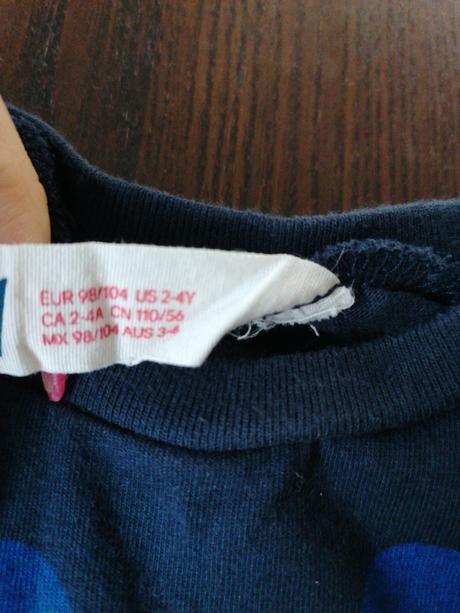 EUR 98/104 US 2-4Y
CA 2-4A CN 110/56
MX 98/104 AUS 3-4